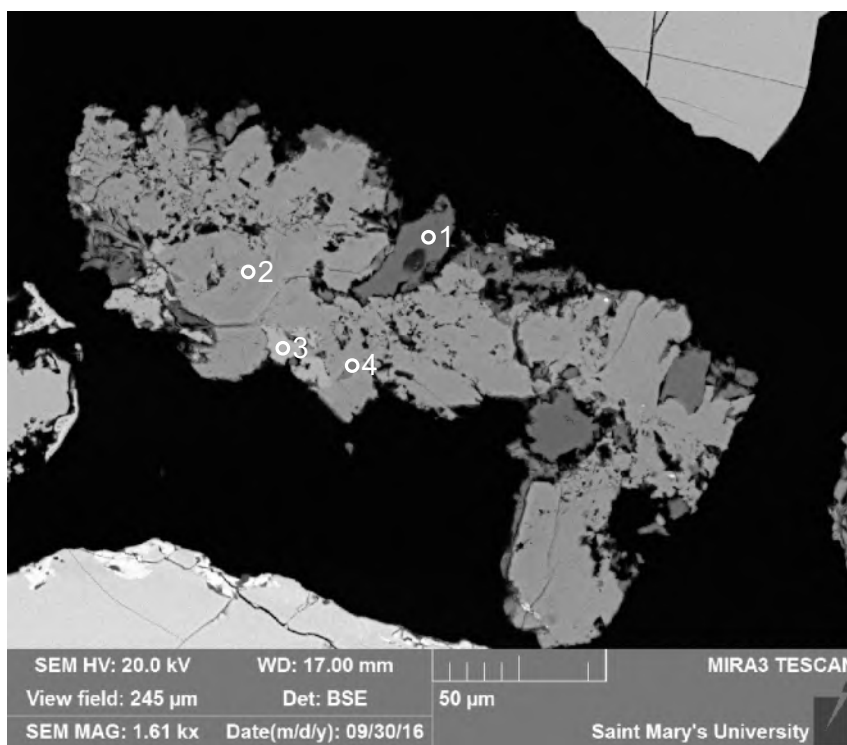 1
2
3
4
SEM HV: 20.0 kV WD: 17.00 mm MIRA3 TESCAN
View field: 245 µm Det: BSE 50 µm
SEM MAG: 1.61 kx Date(m/d/y): 09/30/16 Saint Mary's University